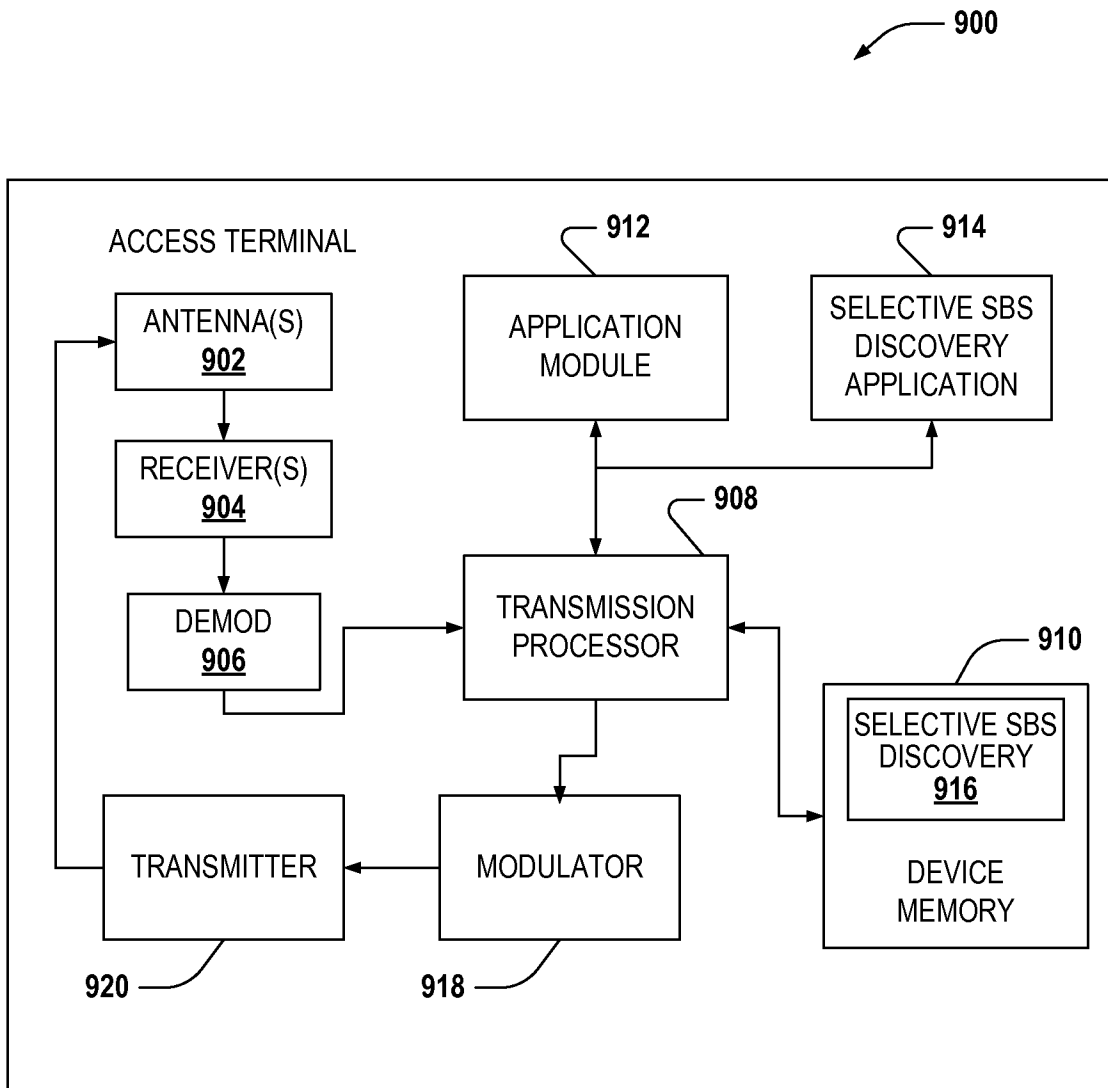 900
ACCESS TERMINAL
912
914
ANTENNA(S)
902
APPLICATION
MODULE
SELECTIVE SBS
DISCOVERY
APPLICATION
RECEIVER(S)
904
908
DEMOD
906
TRANSMISSION
PROCESSOR
910
SELECTIVE SBS
DISCOVERY
916
DEVICE
MEMORY
TRANSMITTER
MODULATOR
920
918